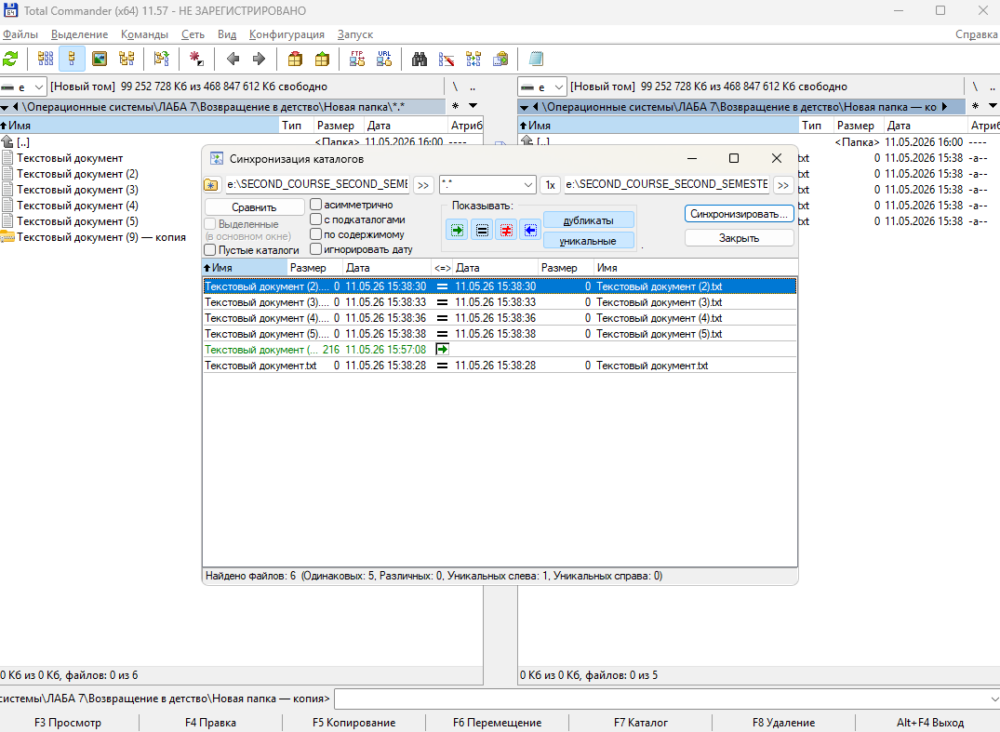 Total Commander (x64) 11.57 - НЕ ЗАРЕГИСТРИРОВАНО
Файлы Выделение Команды Сеть Вид Конфигурация Запуск Справка
FTP URL
e [Новый том] 99 252 728 Кб из 468 847 612 Кб свободно \ ..
e [Новый том] 99 252 728 Кб из 468 847 612 Кб свободно \ ..
\Операционные системы\ЛАБА 7\Возвращение в детство\Новая папка\*.* *
\Операционные системы\ЛАБА 7\Возвращение в детство\Новая папка — ко *
Имя Тип Размер Дата Атриб
Имя Тип Размер Дата Атриб
[..] <Папка> 11.05.2026 16:00 ----
[..] <Папка> 11.05.2026 16:00 ----
Текстовый документ
Текстовый документ (2)
Текстовый документ (3)
Текстовый документ (4)
Текстовый документ (5)
Текстовый документ (9) — копия
txt 0 11.05.2026 15:38 -a--
0 11.05.2026 15:38 -a--
0 11.05.2026 15:38 -a--
txt 0 11.05.2026 15:38 -a--
txt 0 11.05.2026 15:38 -a--
Синхронизация каталогов
e:\SECOND_COURSE_SECOND_SEME >> *.* 1x e:\SECOND_COURSE_SECOND_SEMESTE >>
Сравнить
Выделенные
(в основном окне)
Пустые каталоги
асимметрично
с подкаталогами
по содержимому
игнорировать дату
Показывать:
дубликаты
уникальные
.
Синхронизировать...
Закрыть
Имя Размер Дата <=> Дата Размер Имя
Текстовый документ (2).... 0 11.05.26 15:38:30 = 11.05.26 15:38:30 0 Текстовый документ (2).txt
Текстовый документ (3).... 0 11.05.26 15:38:33 = 11.05.26 15:38:33 0 Текстовый документ (3).txt
Текстовый документ (4).... 0 11.05.26 15:38:36 = 11.05.26 15:38:36 0 Текстовый документ (4).txt
Текстовый документ (5).... 0 11.05.26 15:38:38 = 11.05.26 15:38:38 0 Текстовый документ (5).txt
Текстовый документ (... 216 11.05.26 15:57:08
Текстовый документ.txt 0 11.05.26 15:38:28 = 11.05.26 15:38:28 0 Текстовый документ.txt
Найдено файлов: 6 (Одинаковых: 5, Различных: 0, Уникальных слева: 1, Уникальных справа: 0)
0 Кб из 0 Кб, файлов: 0 из 6
0 Кб из 0 Кб, файлов: 0 из 5
системы\ЛАБА 7\Возвращение в детство\Новая папка — копия>
F3 Просмотр F4 Правка F5 Копирование F6 Перемещение F7 Каталог F8 Удаление Alt+F4 Выход